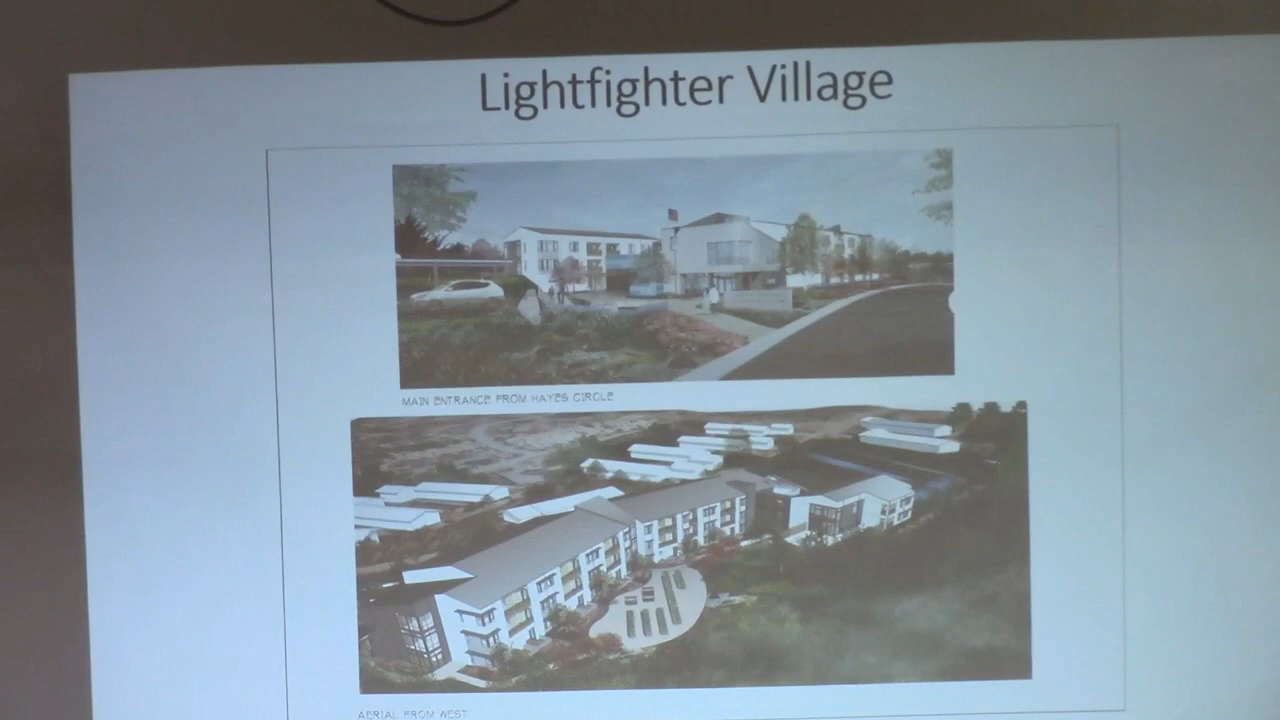 Lightfighter Village
MAIN ENTRANCE FROM HAYES CIRCLE
AERIAL FROM WEST